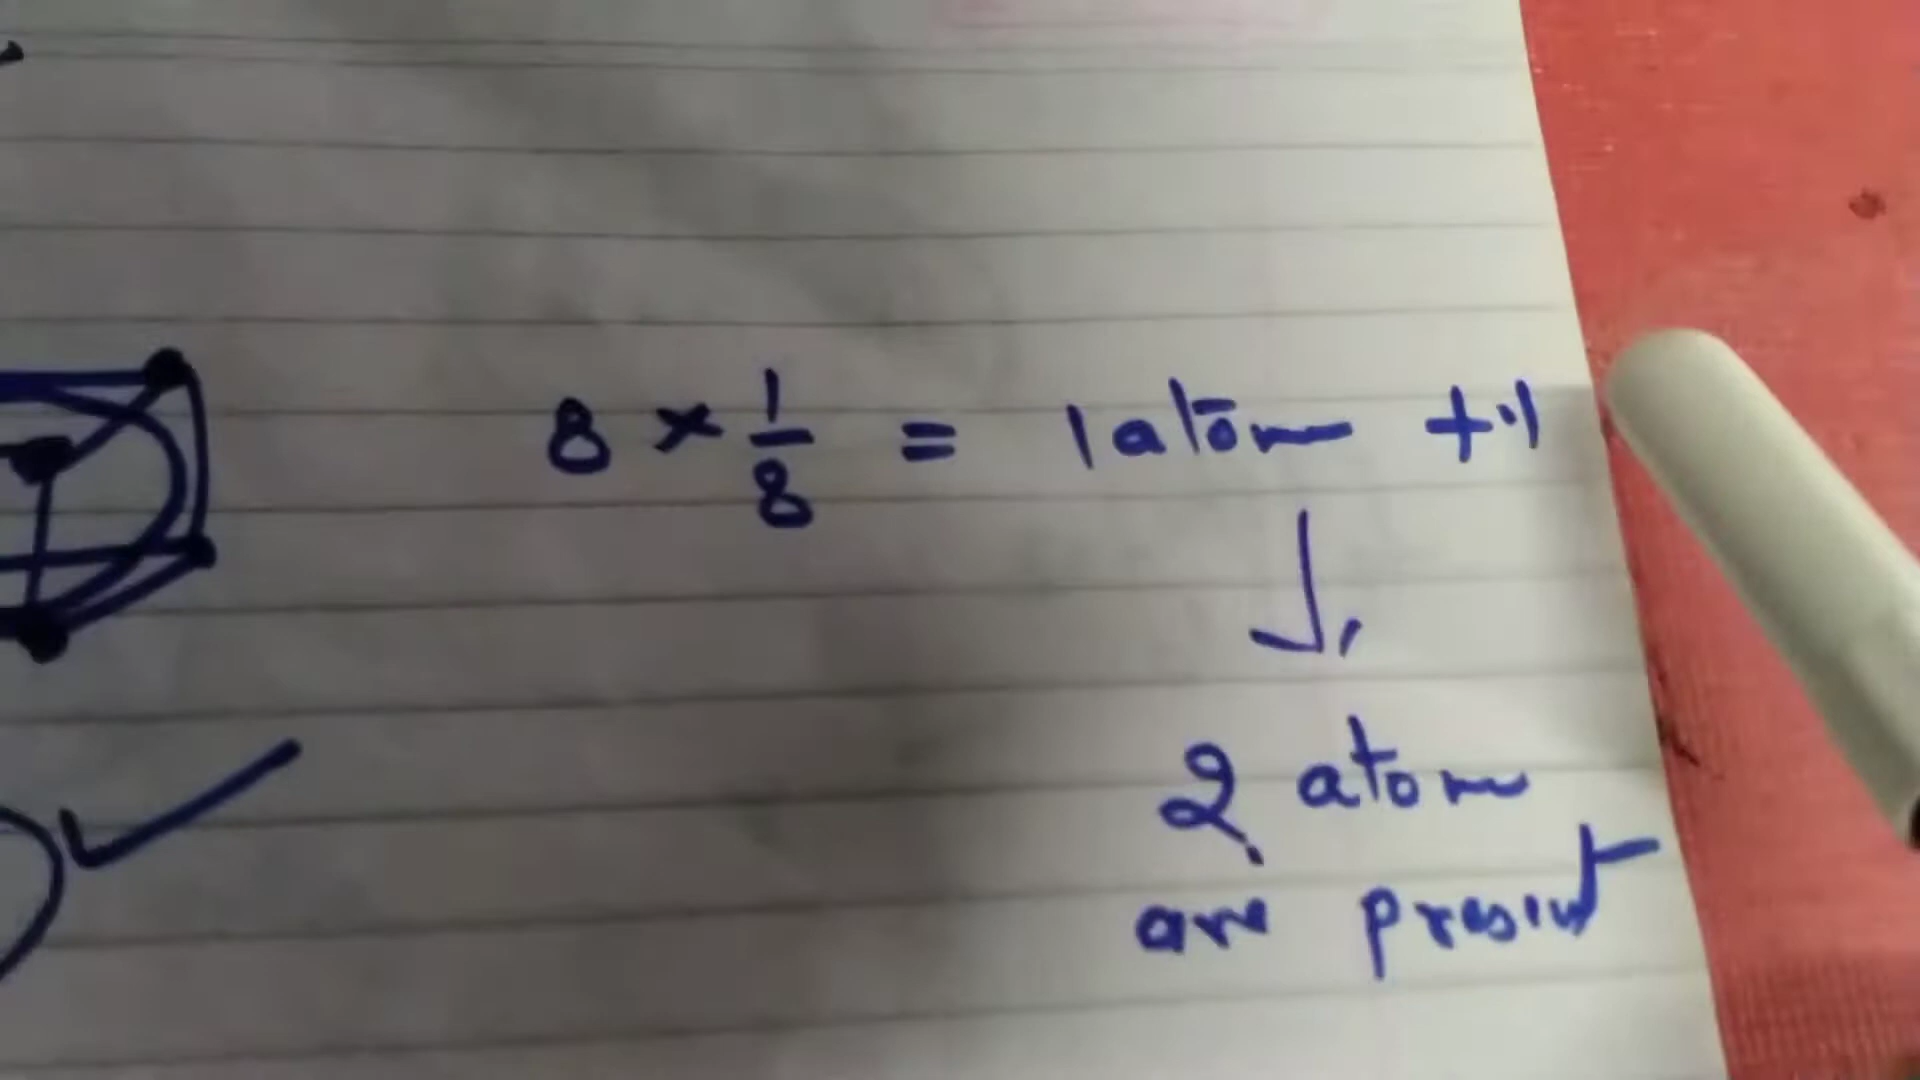 8 × 1/8 = 1 atom + 1
2 atom
are present